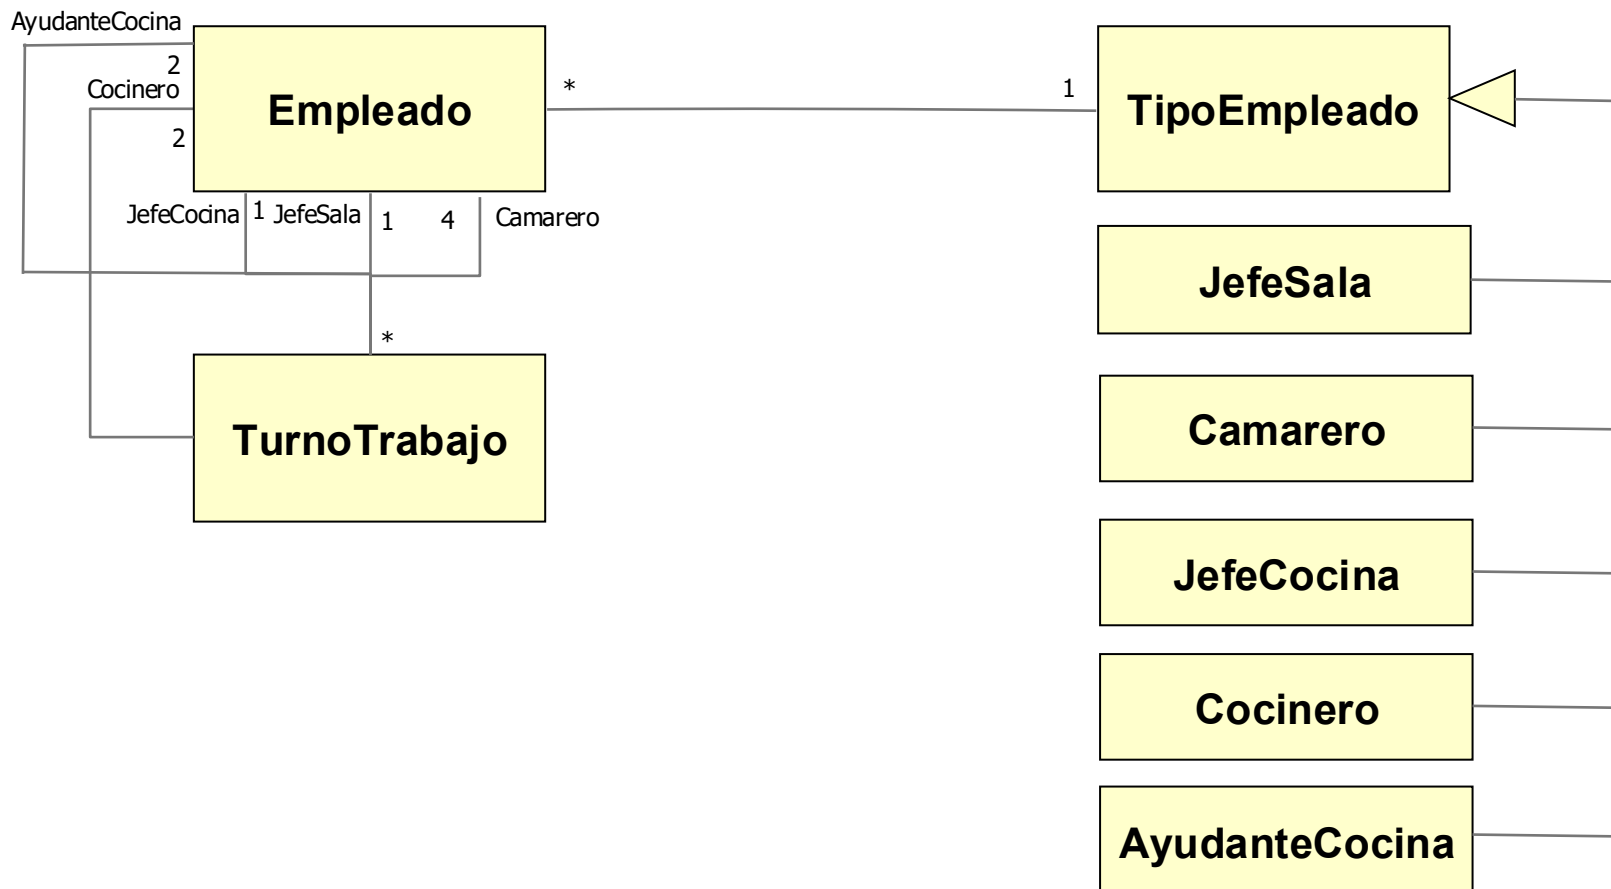 AyudanteCocina
2
Cocinero
2
Empleado
*
1
TipoEmpleado
JefeCocina
1
JefeSala
1
4
Camarero
*
TurnoTrabajo
JefeSala
Camarero
JefeCocina
Cocinero
AyudanteCocina